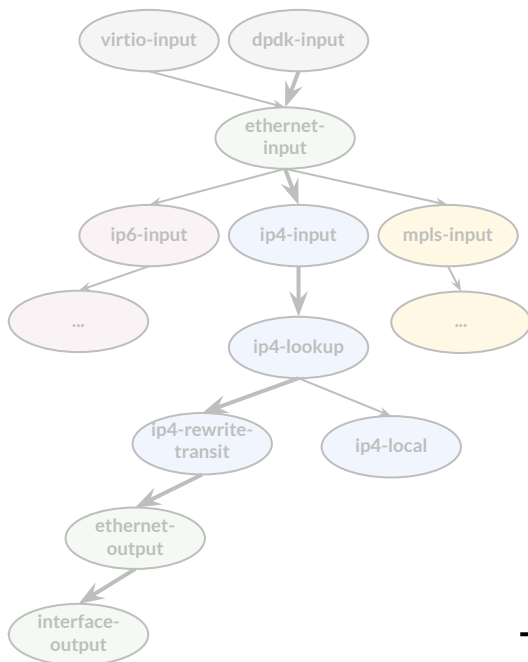 virtio-input
dpdk-input
ethernet-
input
ip6-input
ip4-input
mpls-input
...
...
ip4-lookup
ip4-rewrite-
transit
ip4-local
ethernet-
output
interface-
output